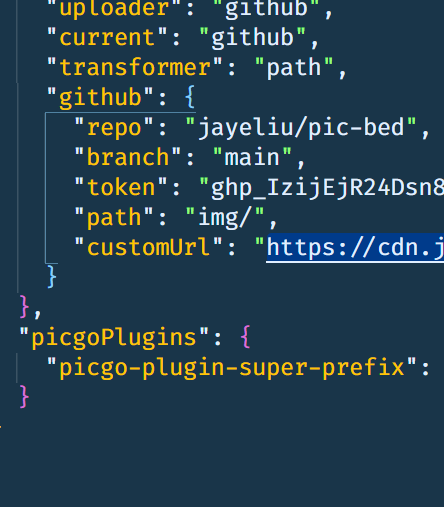 "uploader": "github",
"current": "github",
"transformer": "path",
"github": {
"repo": "jayeliu/pic-bed",
"branch": "main",
"token": "ghp_IzijEjR24Dsn8
"path": "img/",
"customUrl": "https://cdn.j
}
},
"picgoPlugins": {
"picgo-plugin-super-prefix":
}